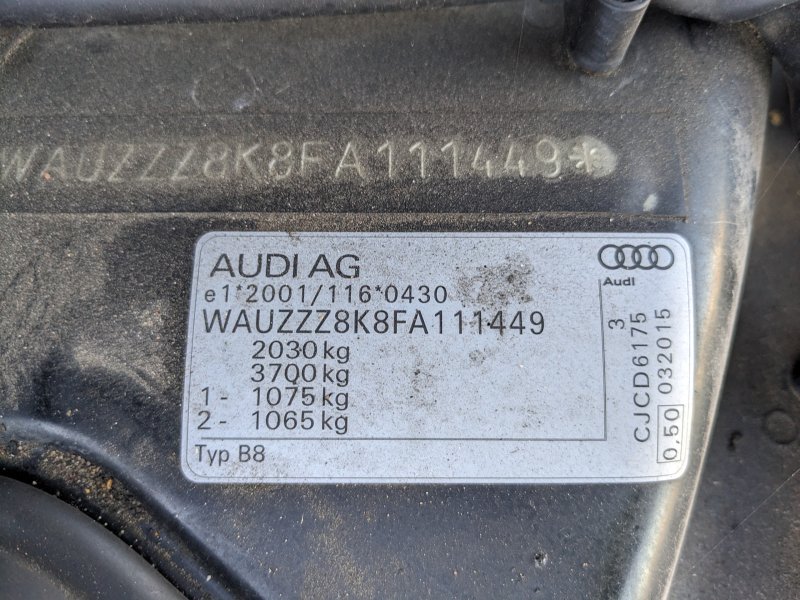 WAUZZZ8K8FA111449*
AUDI AG
Audi
e1*2001/116*0430
WAUZZZ8K8FA111449
2030 kg
3700 kg
1 - 1075 kg
2 - 1065 kg
Typ B8
3
CJCD6175
0,50 032015